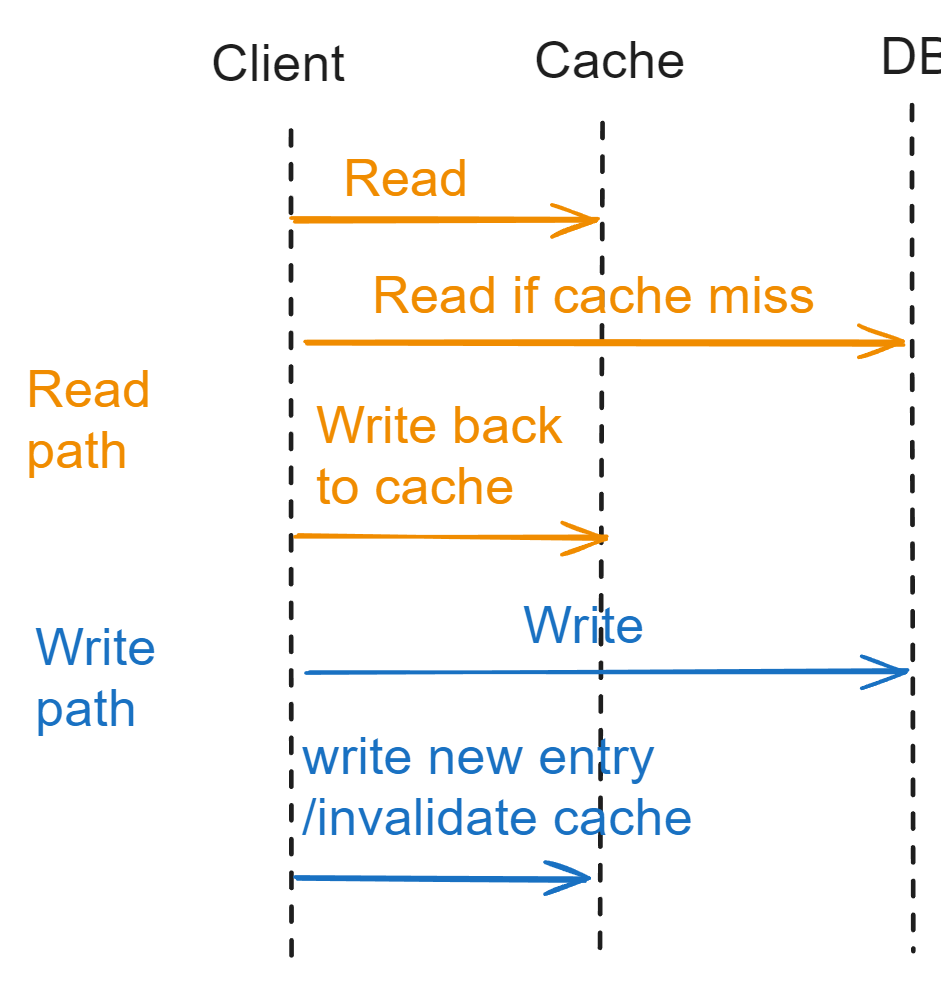 Client
Cache
DB
Read
Read if cache miss
Read
path
Write back
to cache
Write
Write
path
write new entry
/invalidate cache